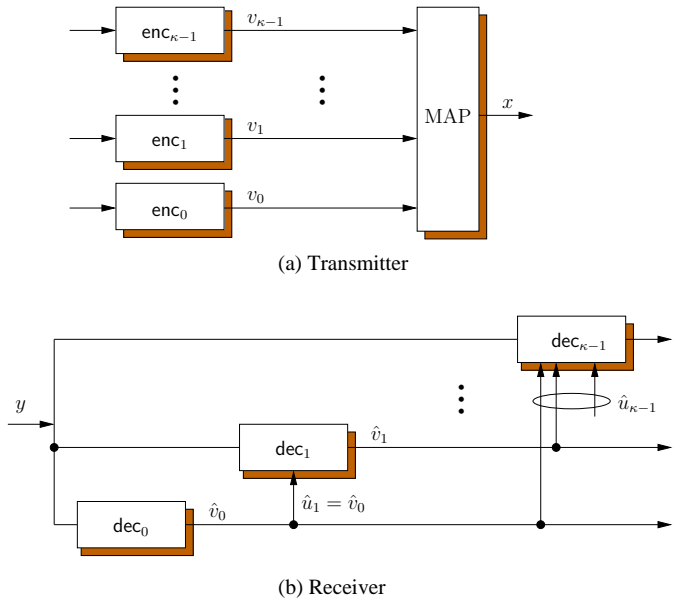 enc_{κ−1} v_{κ−1}
MAP x
enc_1 v_1
enc_0 v_0
(a) Transmitter
dec_{κ−1}
y
û_{κ−1}
dec_1 v̂_1
dec_0 v̂_0 û_1 = v̂_0
(b) Receiver